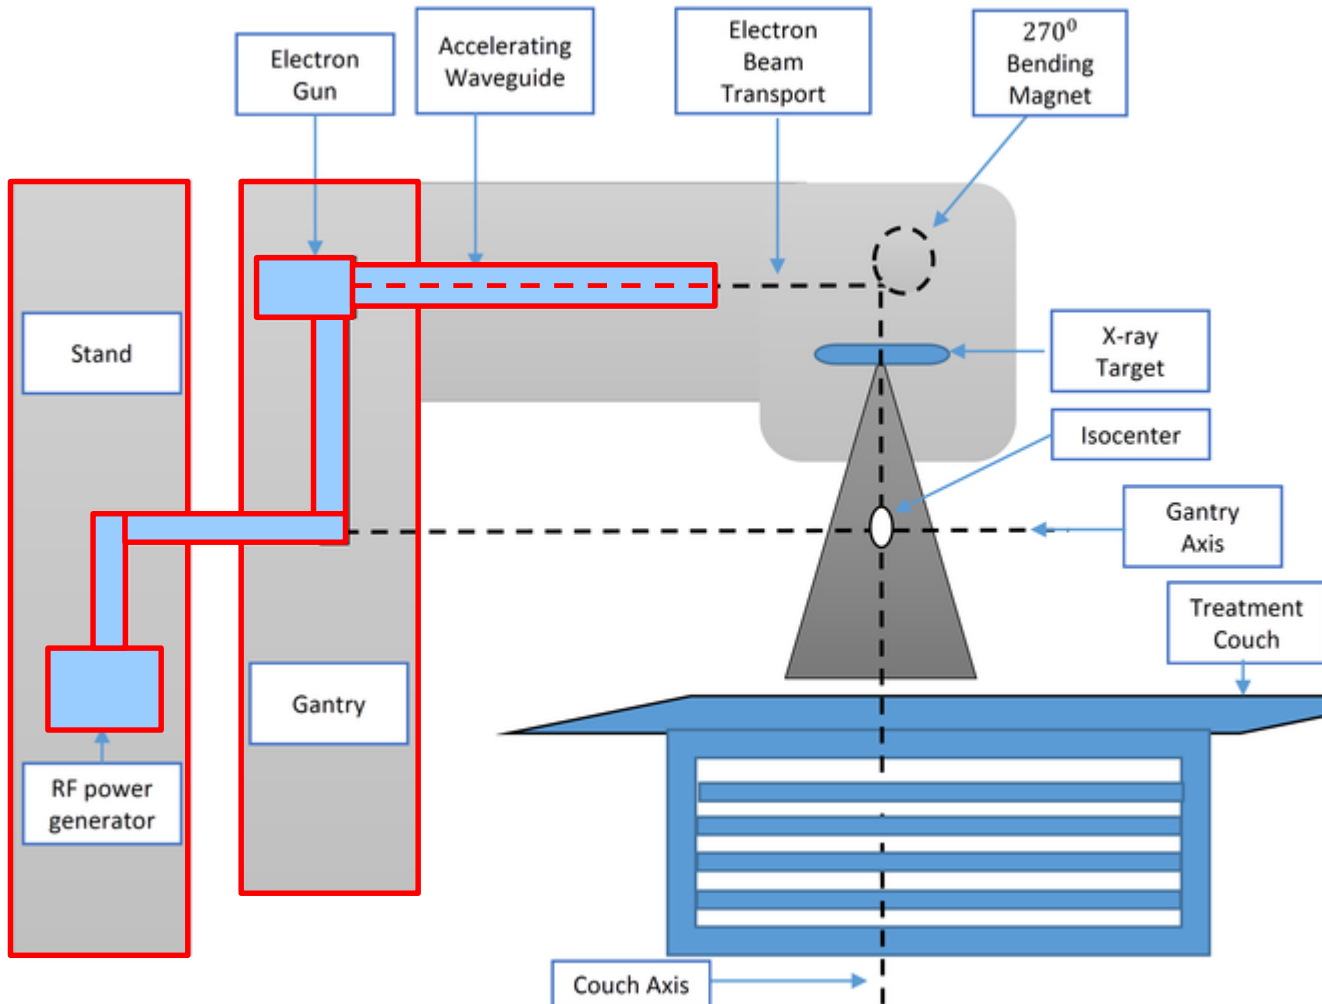 Electron
Gun
Accelerating
Waveguide
Electron
Beam
Transport
270⁰
Bending
Magnet
Stand
X-ray
Target
Isocenter
Gantry
Axis
Treatment
Couch
Gantry
RF power
generator
Couch Axis